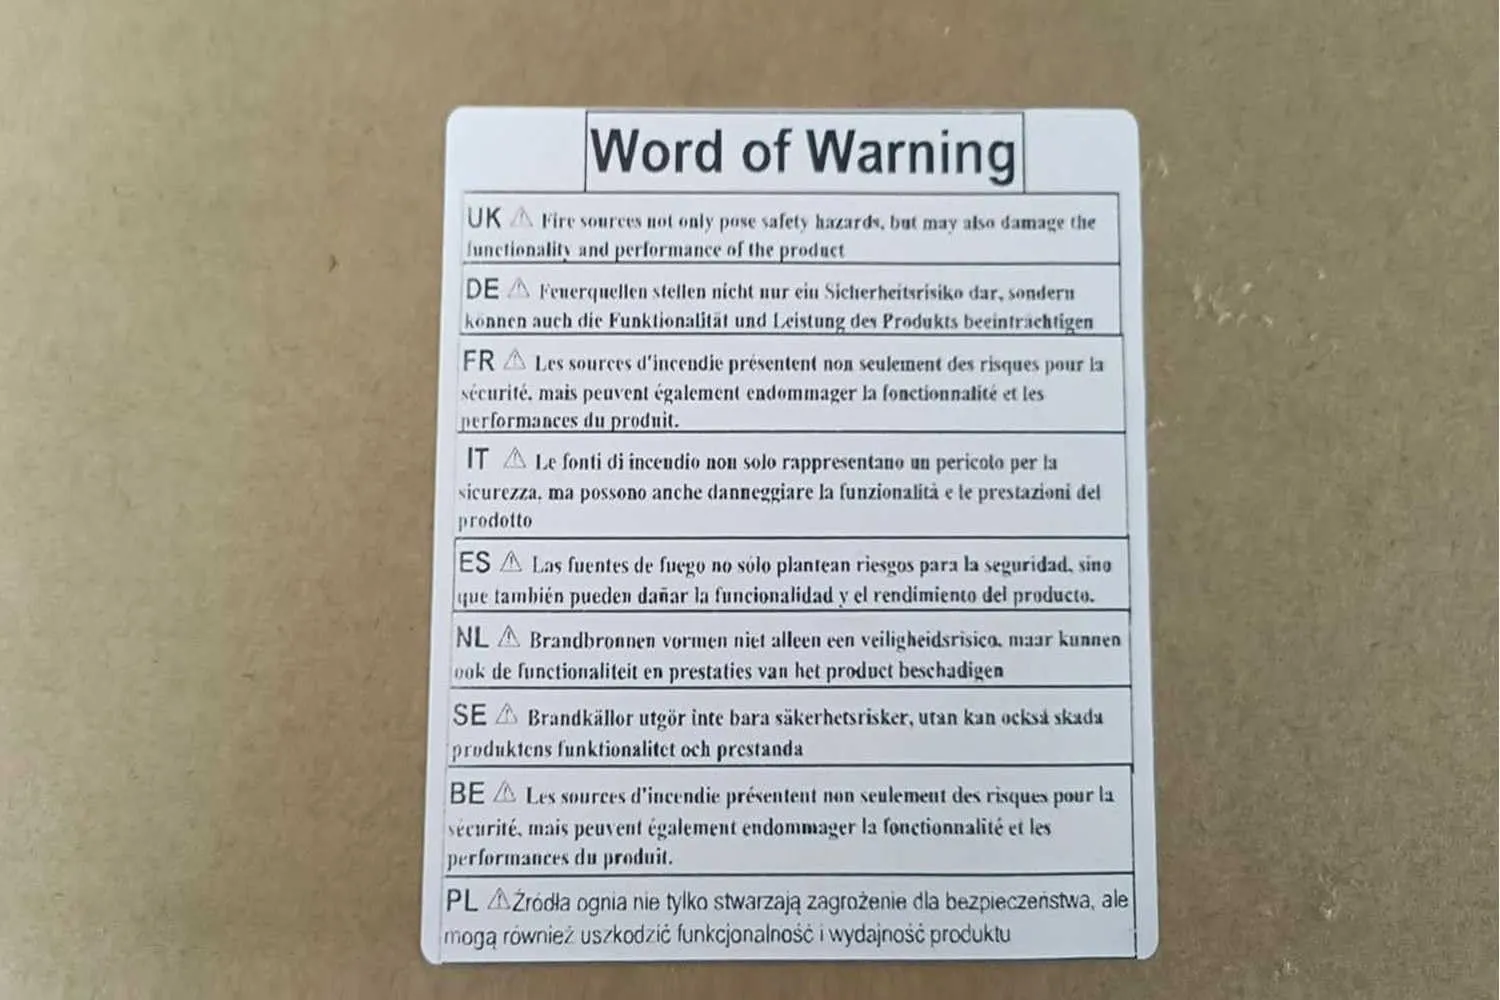 Word of Warning
UK ⚠ Fire sources not only pose safety hazards, but may also damage the
functionality and performance of the product
DE ⚠ Feuerquellen stellen nicht nur ein Sicherheitsrisiko dar, sondern
können auch die Funktionalität und Leistung des Produkts beeinträchtigen
FR ⚠ Les sources d'incendie présentent non seulement des risques pour la
sécurité, mais peuvent également endommager la fonctionnalité et les
performances du produit.
IT ⚠ Le fonti di incendio non solo rappresentano un pericolo per la
sicurezza, ma possono anche danneggiare la funzionalità e le prestazioni del
prodotto
ES ⚠ Las fuentes de fuego no sólo plantean riesgos para la seguridad, sino
que también pueden dañar la funcionalidad y el rendimiento del producto.
NL ⚠ Brandbronnen vormen niet alleen een veiligheidsrisico, maar kunnen
ook de functionaliteit en prestaties van het product beschadigen
SE ⚠ Brandkällor utgör inte bara säkerhetsrisker, utan kan också skada
produktens funktionalitet och prestanda
BE ⚠ Les sources d'incendie présentent non seulement des risques pour la
sécurité, mais peuvent également endommager la fonctionnalité et les
performances du produit.
PL ⚠Źródła ognia nie tylko stwarzają zagrożenie dla bezpieczeństwa, ale
mogą również uszkodzić funkcjonalność i wydajność produktu